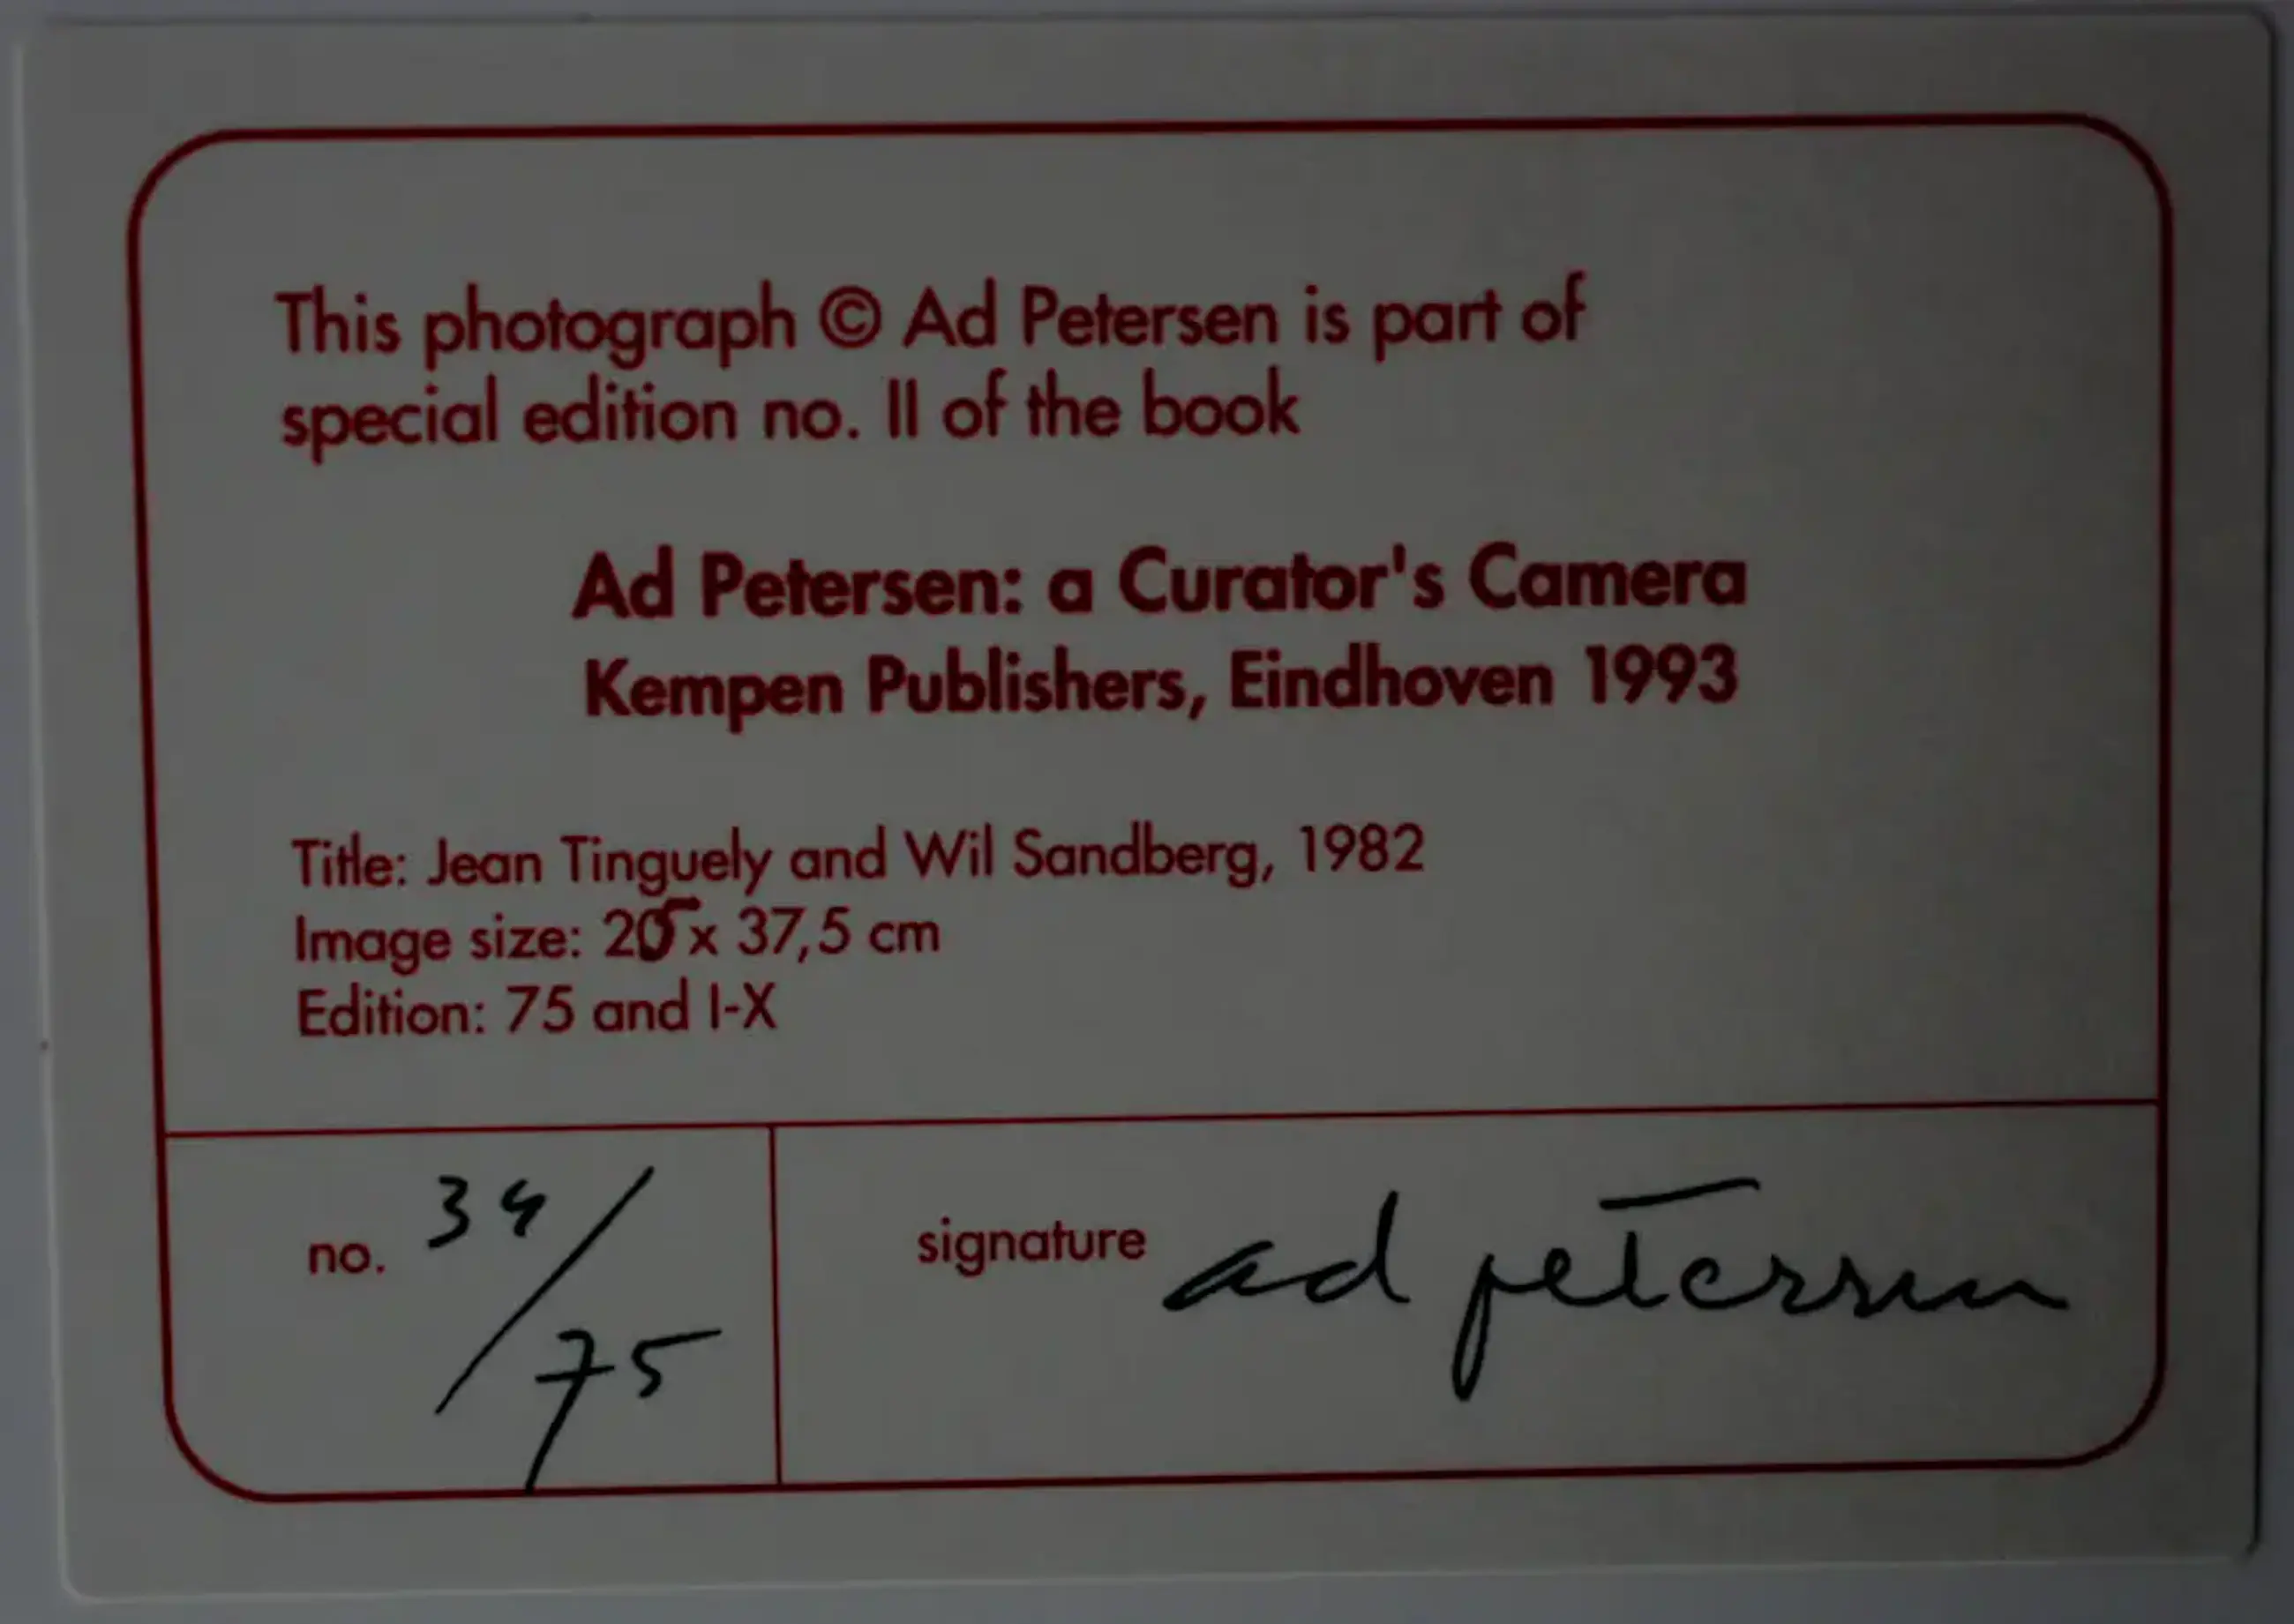 This photograph © Ad Petersen is part of
special edition no. II of the book
Ad Petersen: a Curator's Camera
Kempen Publishers, Eindhoven 1993
Title: Jean Tinguely and Wil Sandberg, 1982
Image size: 25 x 37,5 cm
Edition: 75 and I-X
no. 34/75
signature ad petersen